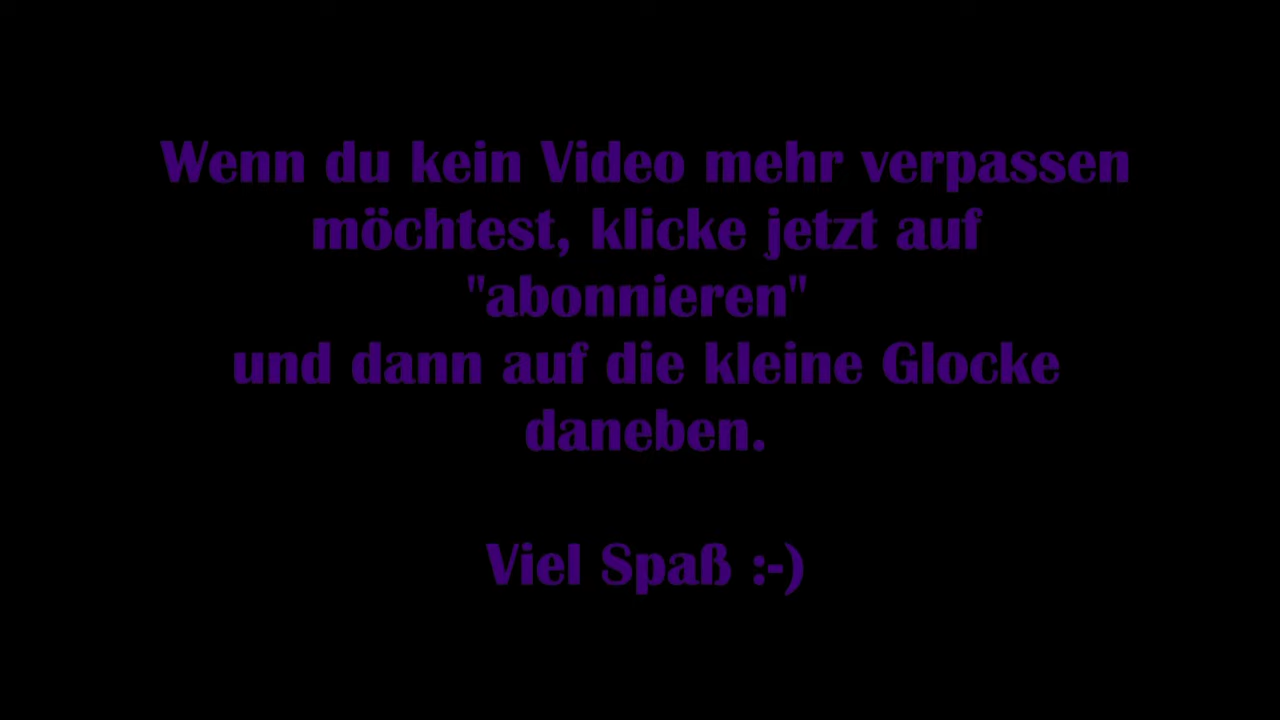 Wenn du kein Video mehr verpassen
möchtest, klicke jetzt auf
"abonnieren"
und dann auf die kleine Glocke
daneben.
Viel Spaß :-)